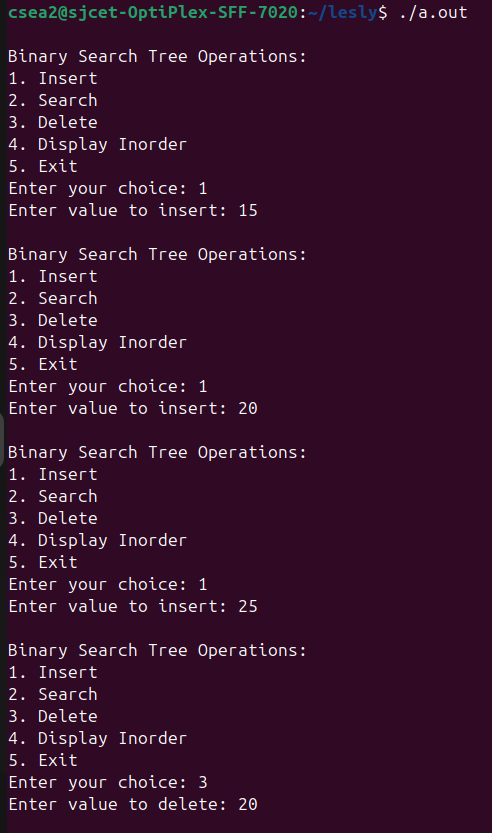 csea2@sjcet-OptiPlex-SFF-7020:~/lesly$ ./a.out

Binary Search Tree Operations:
1. Insert
2. Search
3. Delete
4. Display Inorder
5. Exit
Enter your choice: 1
Enter value to insert: 15

Binary Search Tree Operations:
1. Insert
2. Search
3. Delete
4. Display Inorder
5. Exit
Enter your choice: 1
Enter value to insert: 20

Binary Search Tree Operations:
1. Insert
2. Search
3. Delete
4. Display Inorder
5. Exit
Enter your choice: 1
Enter value to insert: 25

Binary Search Tree Operations:
1. Insert
2. Search
3. Delete
4. Display Inorder
5. Exit
Enter your choice: 3
Enter value to delete: 20